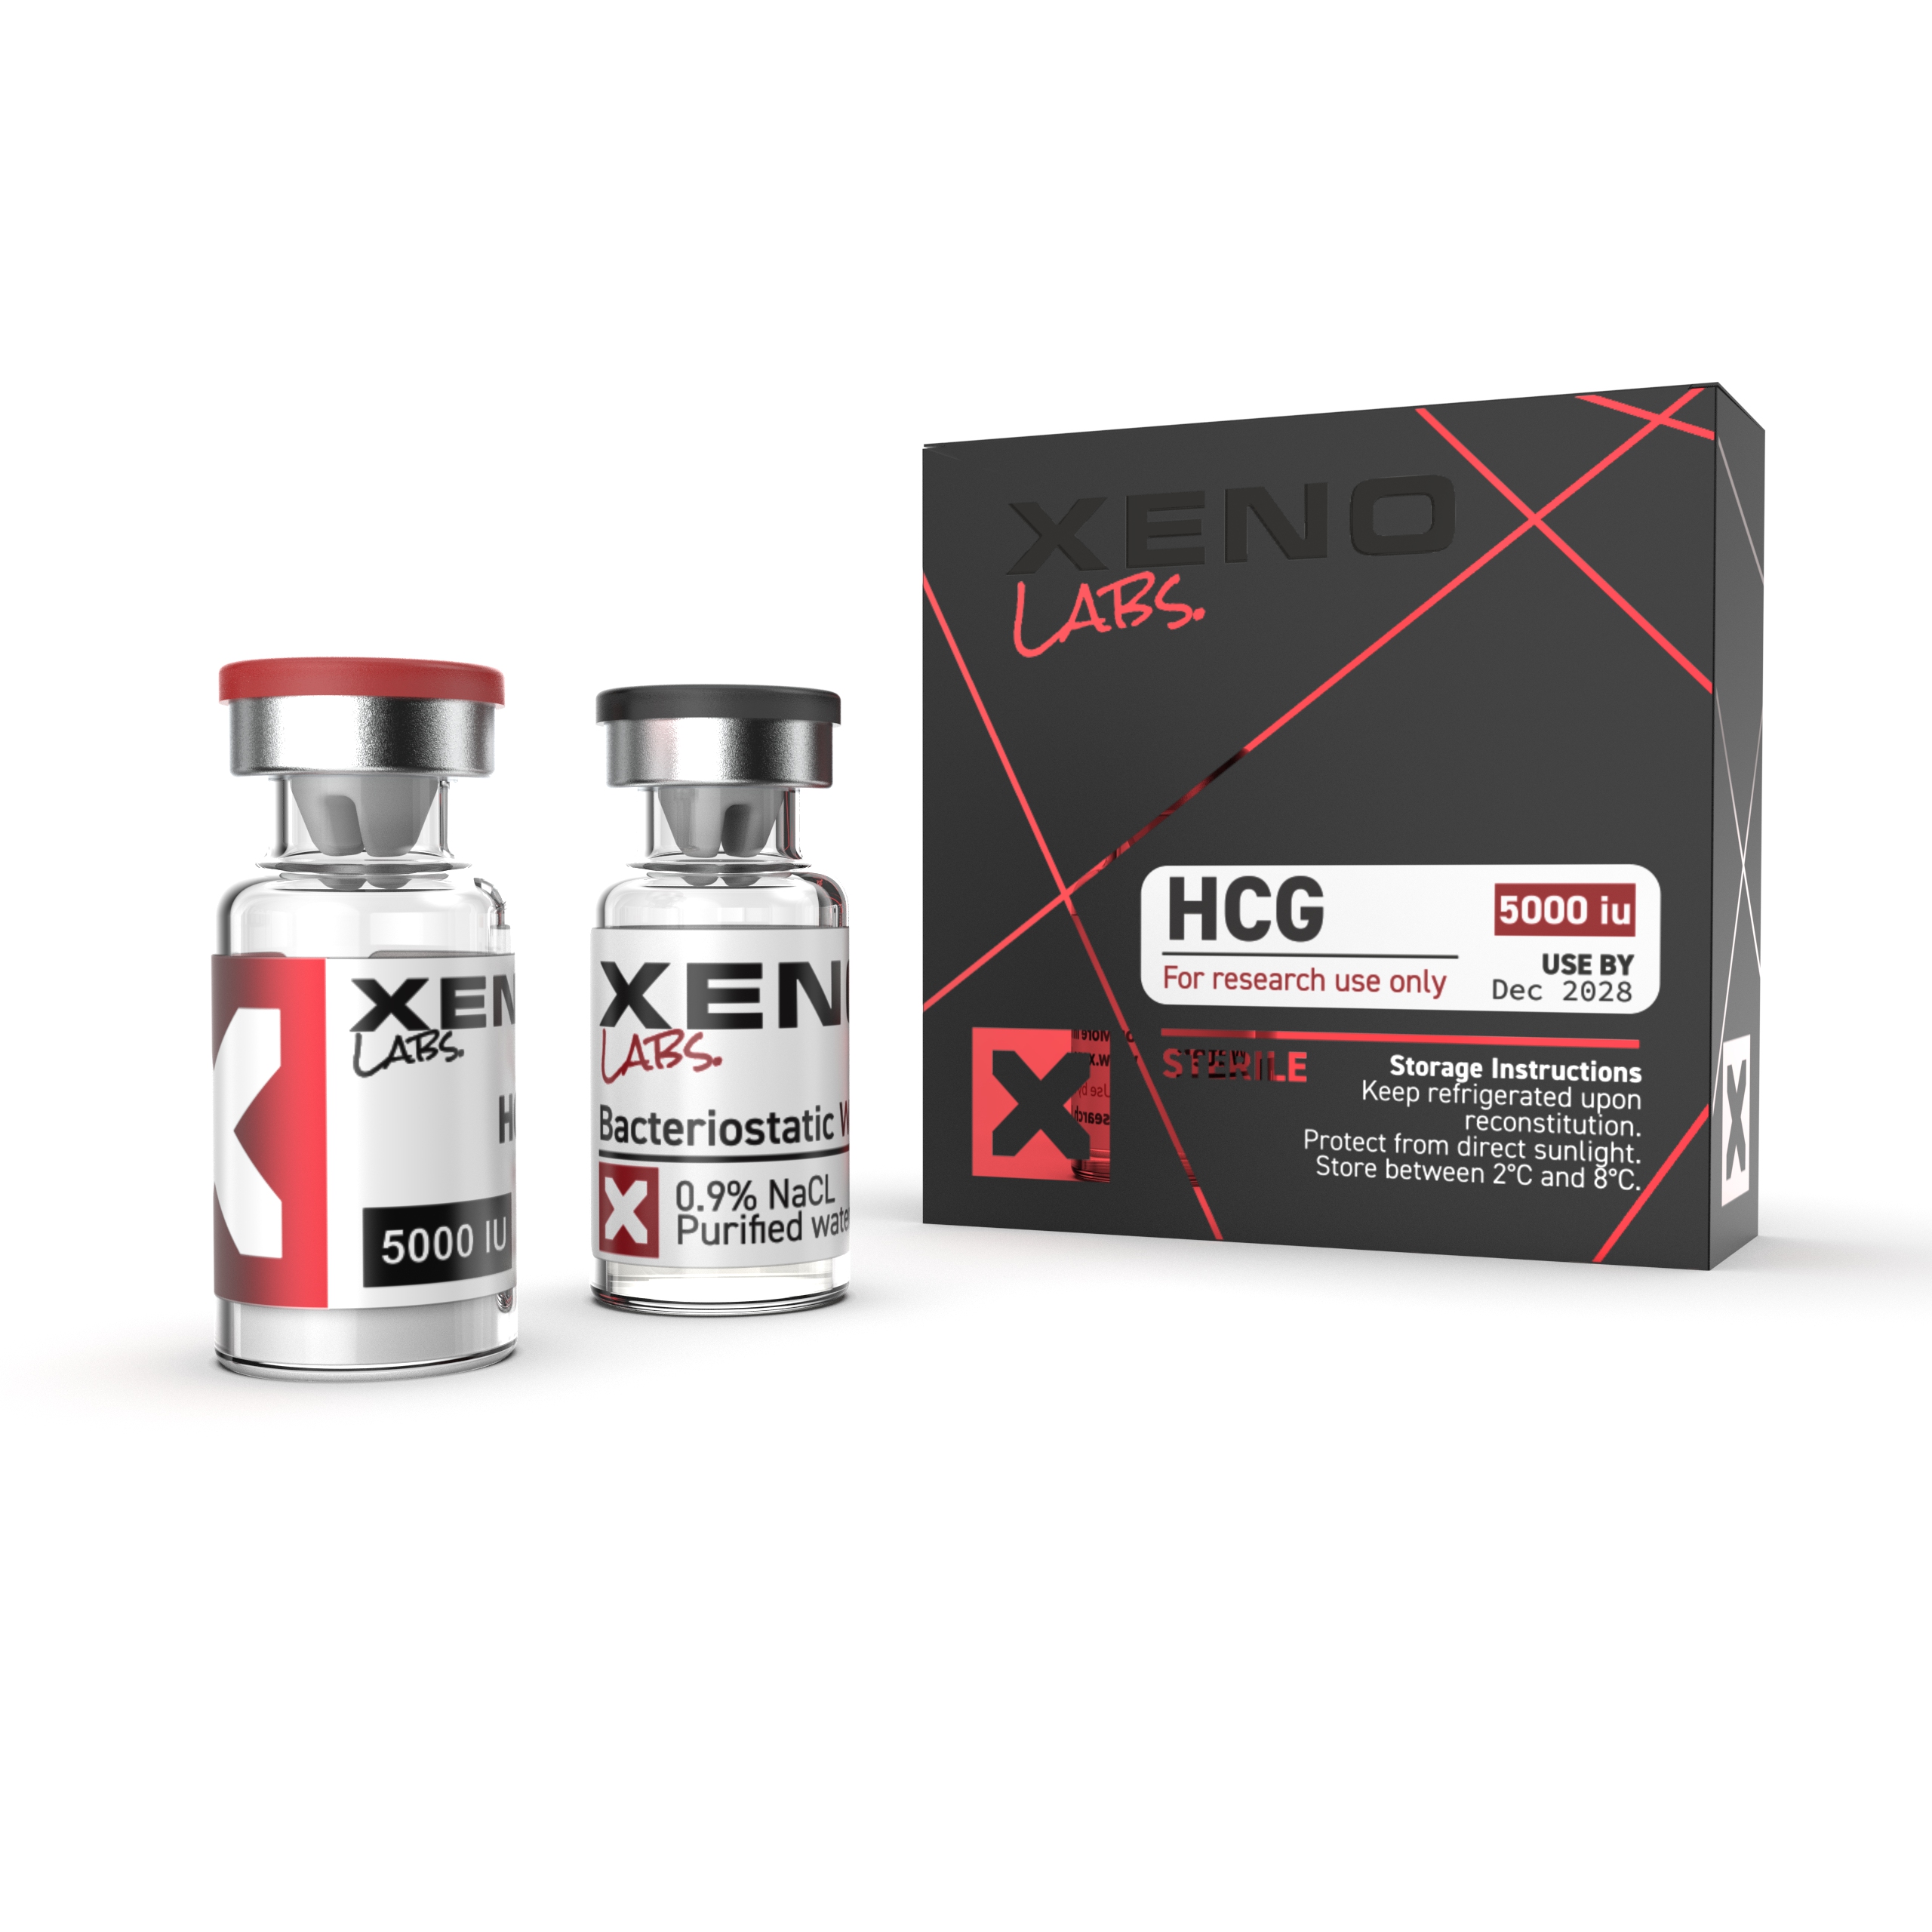 XENO
LABS.
HCG
5000 iu
For research use only
USE BY
Dec 2028
STERILE
Storage Instructions
Keep refrigerated upon
reconstitution.
Protect from direct sunlight.
Store between 2°C and 8°C.
XEN
LABS.
5000 IU
XENO
LABS.
Bacteriostatic
0.9% NaCL
Purified water